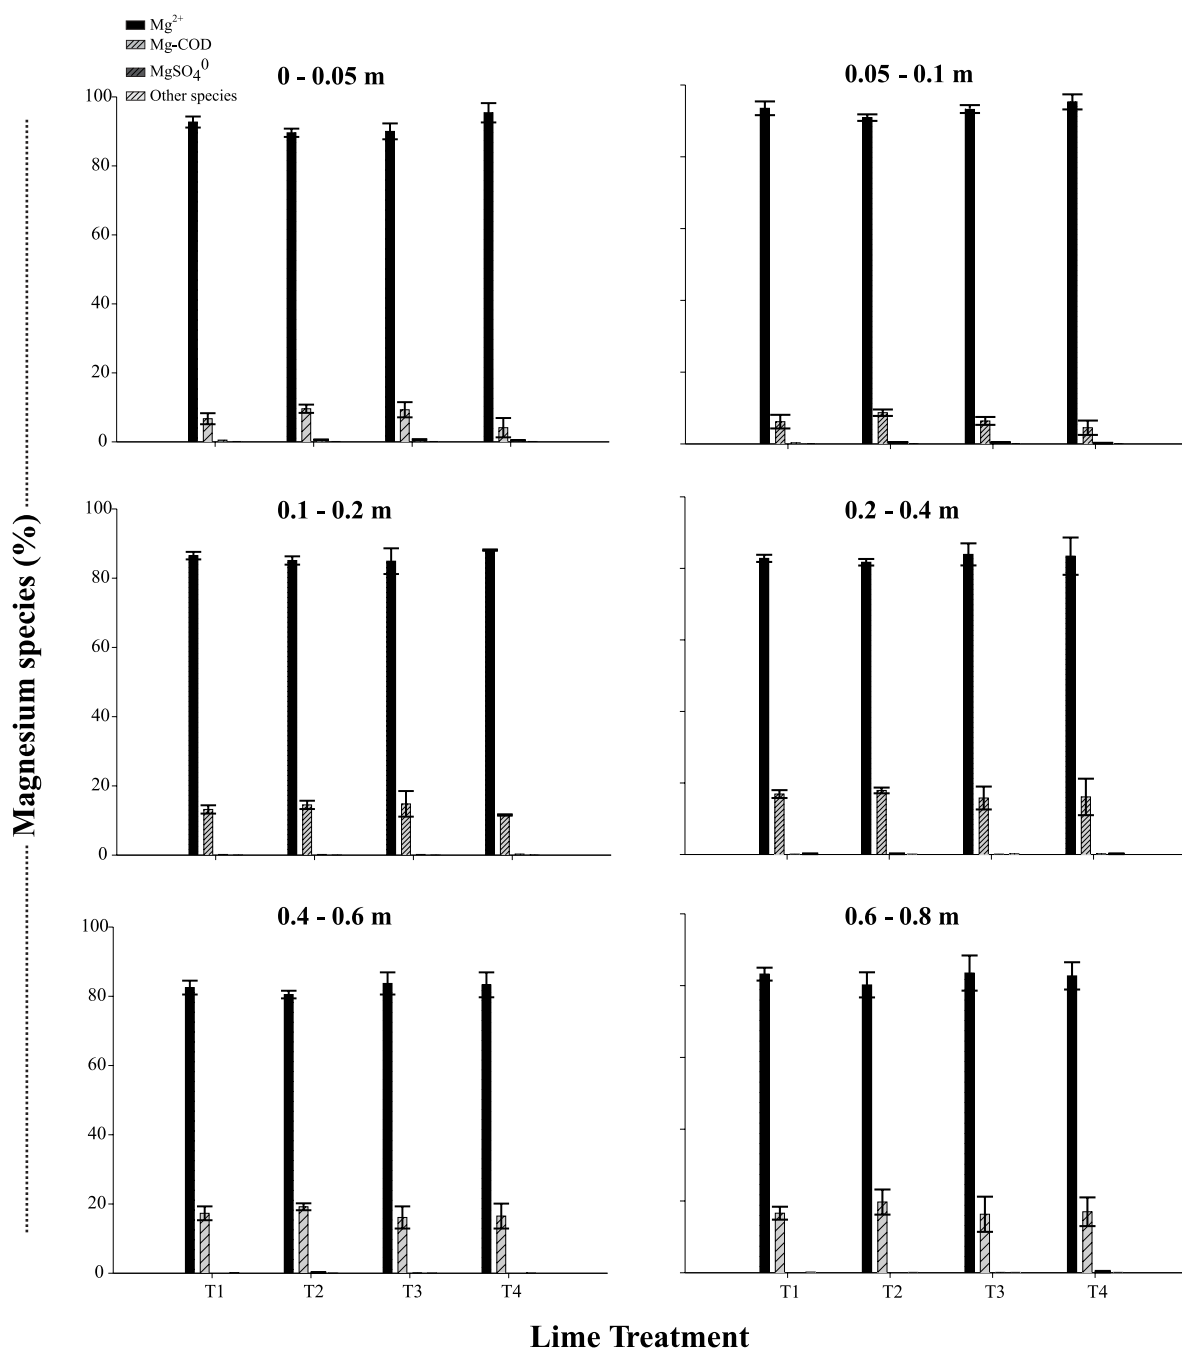 Mg²⁺
Mg-COD
MgSO₄⁰
Other species
0 - 0.05 m
0.05 - 0.1 m
100
80
60
40
20
0
0.1 - 0.2 m
0.2 - 0.4 m
100
80
60
40
20
0
0.4 - 0.6 m
0.6 - 0.8 m
100
80
60
40
20
0
T1 T2 T3 T4
T1 T2 T3 T4
Magnesium species (%)
Lime Treatment